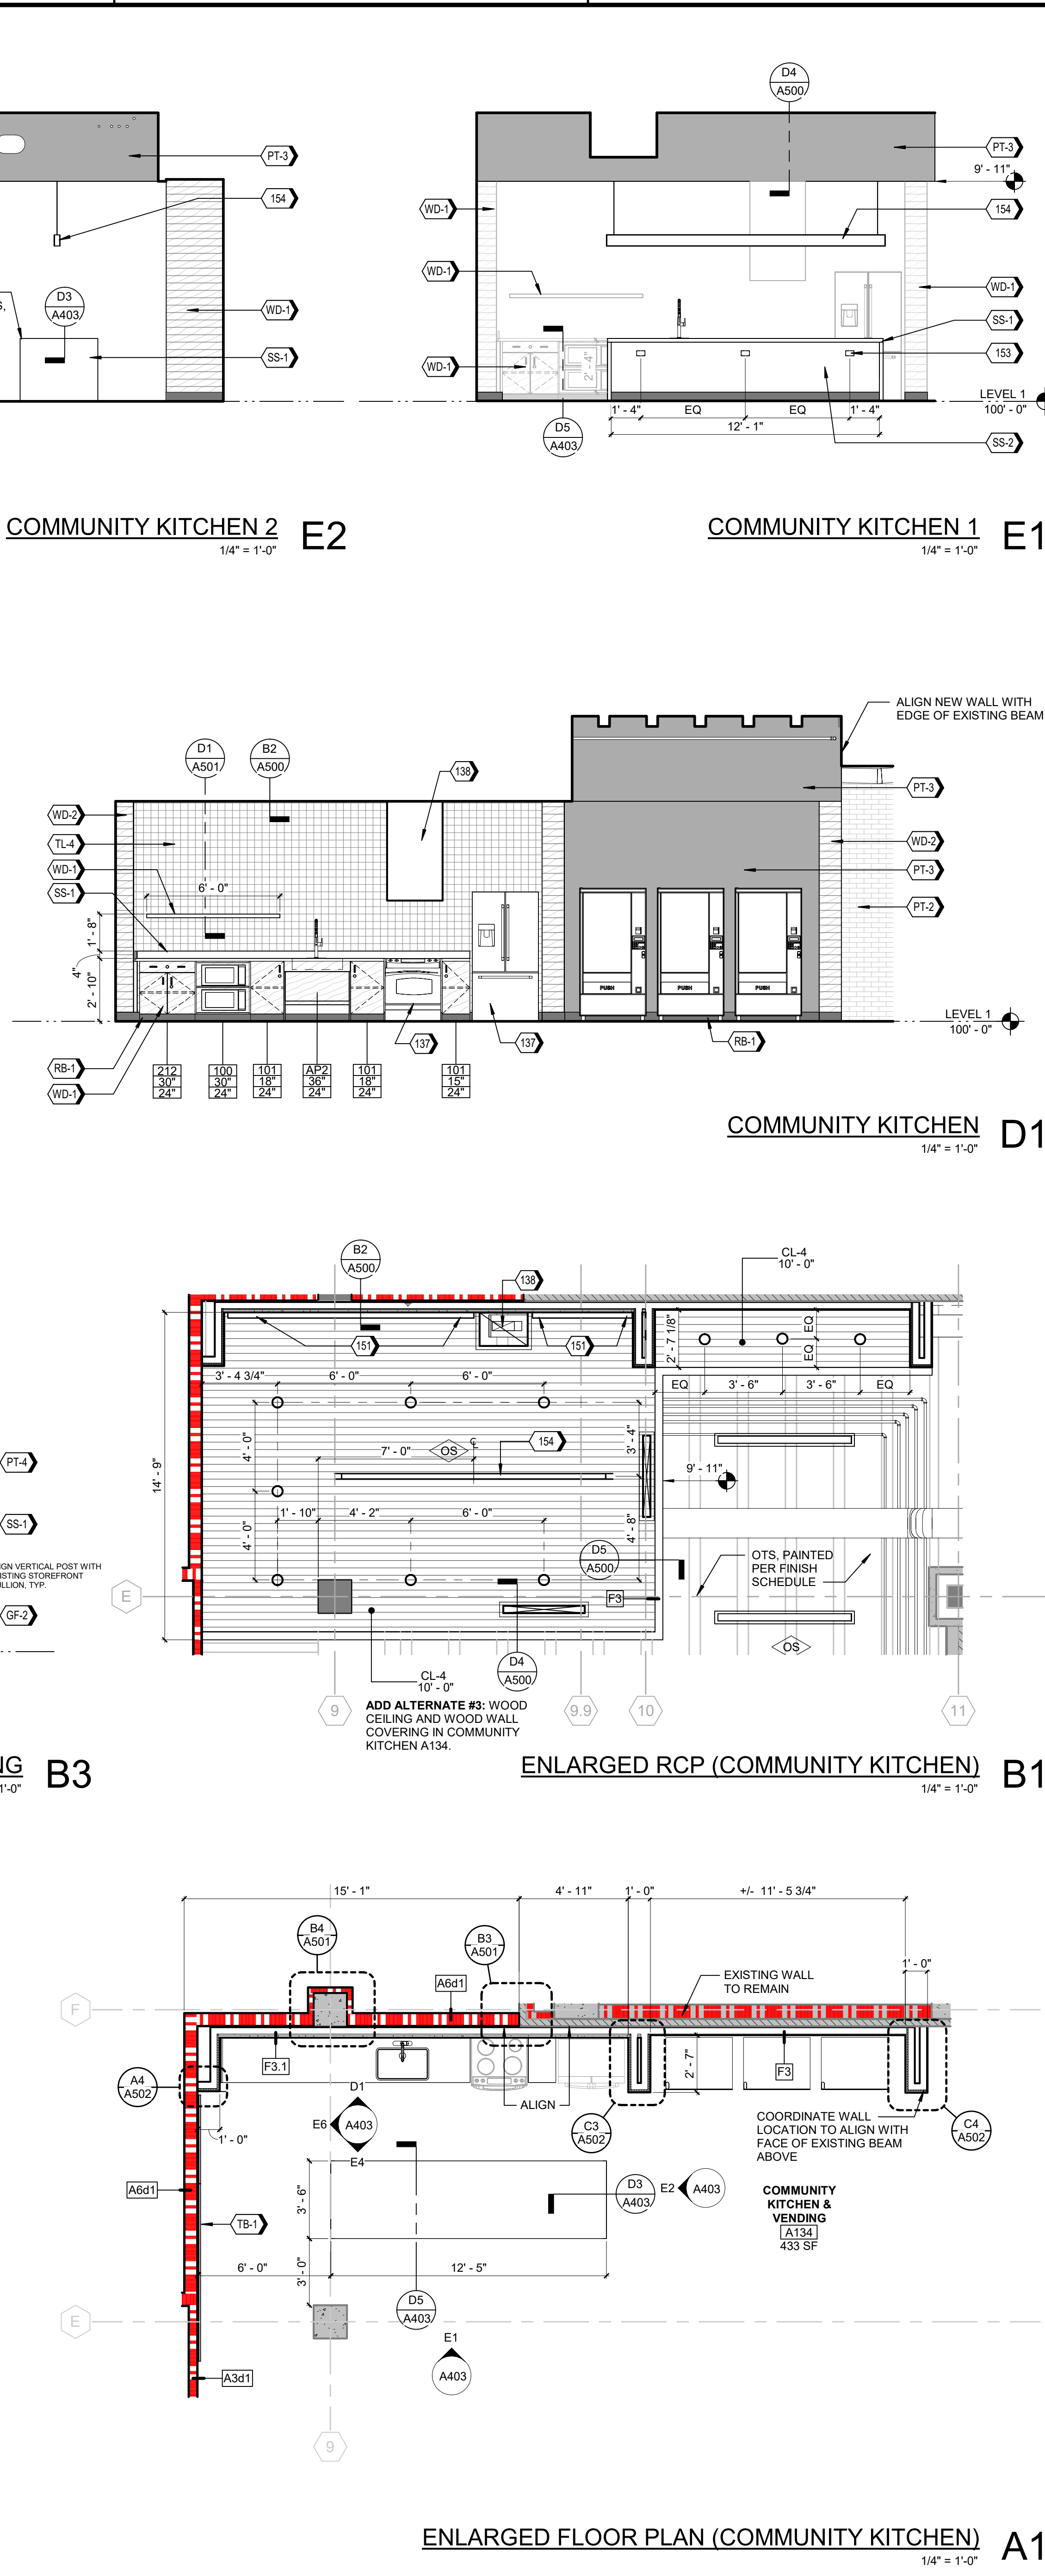 D4
A500
PT-3
154
D3
A403
S,
WD-1
SS-1
COMMUNITY KITCHEN 2
E2
1/4" = 1'-0"
PT-3
9' - 11"
WD-1
154
WD-1
WD-1
SS-1
WD-1
2' - 4"
153
LEVEL 1
100' - 0"
1' - 4"
EQ
EQ
1' - 4"
12' - 1"
D5
A403
SS-2
COMMUNITY KITCHEN 1
E1
1/4" = 1'-0"
ALIGN NEW WALL WITH
EDGE OF EXISTING BEAM
D1
A501
B2
A500
138
PT-3
WD-2
TL-4
WD-1
SS-1
6' - 0"
WD-2
PT-3
PT-2
1' - 8"
4"
2' - 10"
PUSH
PUSH
PUSH
LEVEL 1
100' - 0"
RB-1
WD-1
137
137
RB-1
212
30"
24"
100
30"
24"
101
18"
24"
AP2
36"
24"
101
18"
24"
101
15"
24"
COMMUNITY KITCHEN
D1
1/4" = 1'-0"
B2
A500
138
CL-4
10' - 0"
151
151
2' - 7 1/8"
EQ
EQ
3' - 4 3/4"
6' - 0"
6' - 0"
EQ
3' - 6"
3' - 6"
EQ
4' - 0"
7' - 0"
OS
154
3' - 4"
9' - 11"
14' - 9"
4' - 0"
1' - 10"
4' - 2"
6' - 0"
4' - 8"
D5
A500
OTS, PAINTED
PER FINISH
SCHEDULE
E
F3
OS
D4
A500
CL-4
10' - 0"
9
9.9
10
11
ADD ALTERNATE #3: WOOD
CEILING AND WOOD WALL
COVERING IN COMMUNITY
KITCHEN A134.
PT-4
SS-1
IGN VERTICAL POST WITH
ISTING STOREFRONT
LLION, TYP.
GF-2
NG
B3
1'-0"
ENLARGED RCP (COMMUNITY KITCHEN)
B1
1/4" = 1'-0"
15' - 1"
4' - 11"
1' - 0"
+/- 11' - 5 3/4"
B4
A501
B3
A501
A6d1
EXISTING WALL
TO REMAIN
1' - 0"
F
F3.1
2' - 7"
F3
A4
A502
D1
E6
A403
E4
ALIGN
C3
A502
COORDINATE WALL
LOCATION TO ALIGN WITH
FACE OF EXISTING BEAM
ABOVE
C4
A502
1' - 0"
A6d1
3' - 6"
D3
A403
E2
A403
COMMUNITY
KITCHEN &
VENDING
A134
433 SF
TB-1
6' - 0"
3' - 0"
12' - 5"
D5
A403
E
E1
A403
A3d1
9
ENLARGED FLOOR PLAN (COMMUNITY KITCHEN)
A1
1/4" = 1'-0"